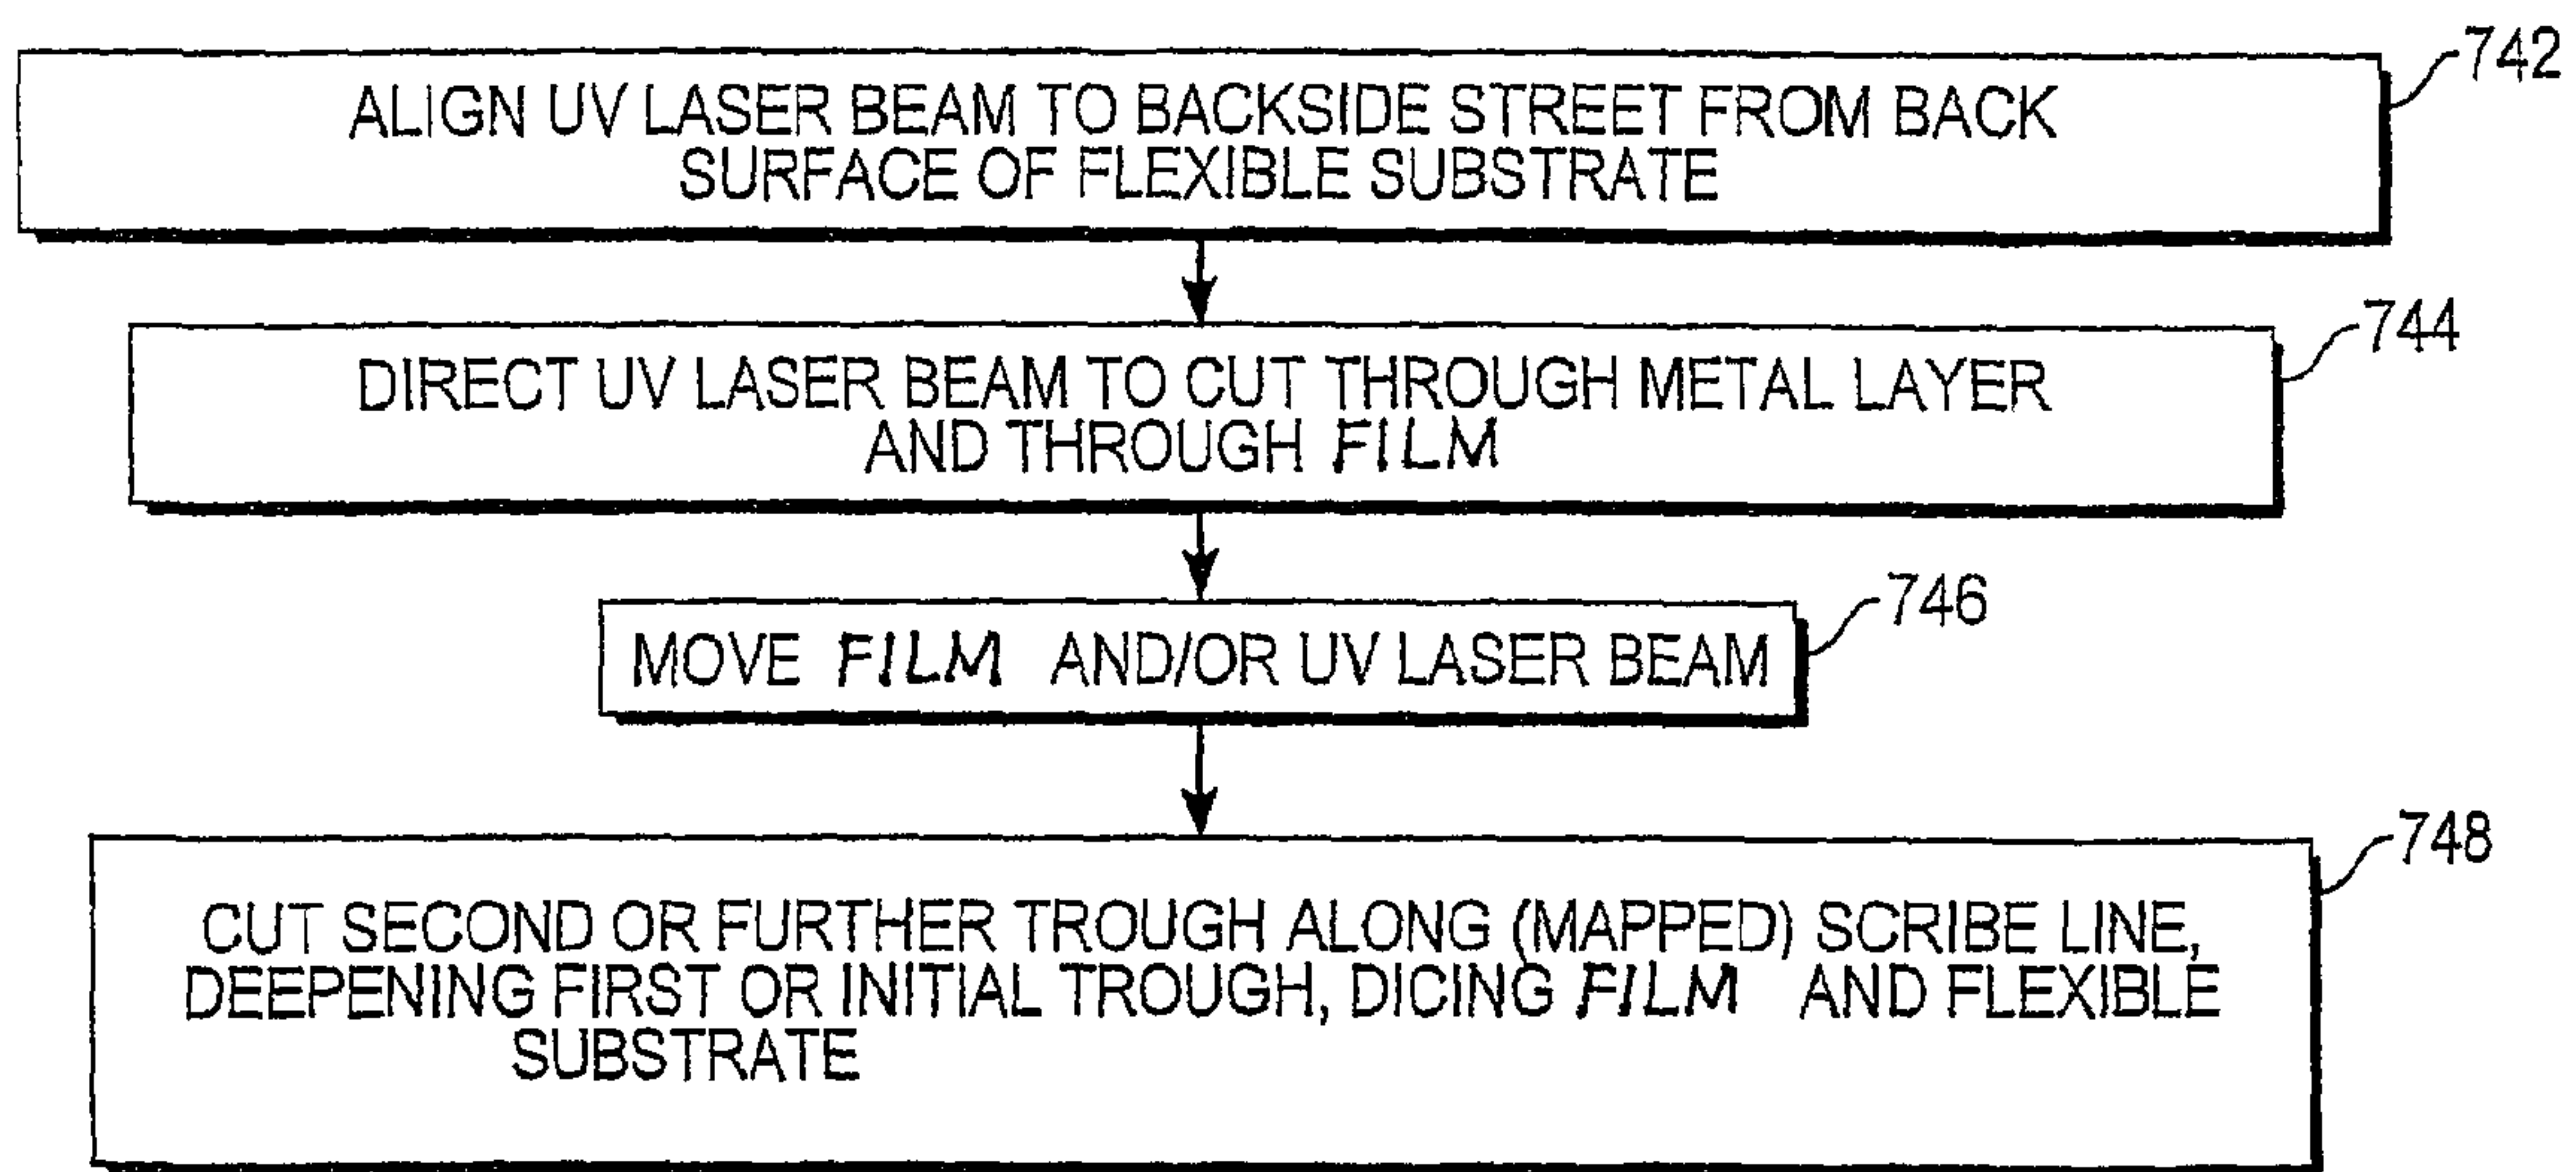 742
ALIGN UV LASER BEAM TO BACKSIDE STREET FROM BACK
SURFACE OF FLEXIBLE SUBSTRATE
744
DIRECT UV LASER BEAM TO CUT THROUGH METAL LAYER
AND THROUGH FILM
746
MOVE FILM AND/OR UV LASER BEAM
748
CUT SECOND OR FURTHER TROUGH ALONG (MAPPED) SCRIBE LINE,
DEEPENING FIRST OR INITIAL TROUGH, DICING FILM AND FLEXIBLE
SUBSTRATE